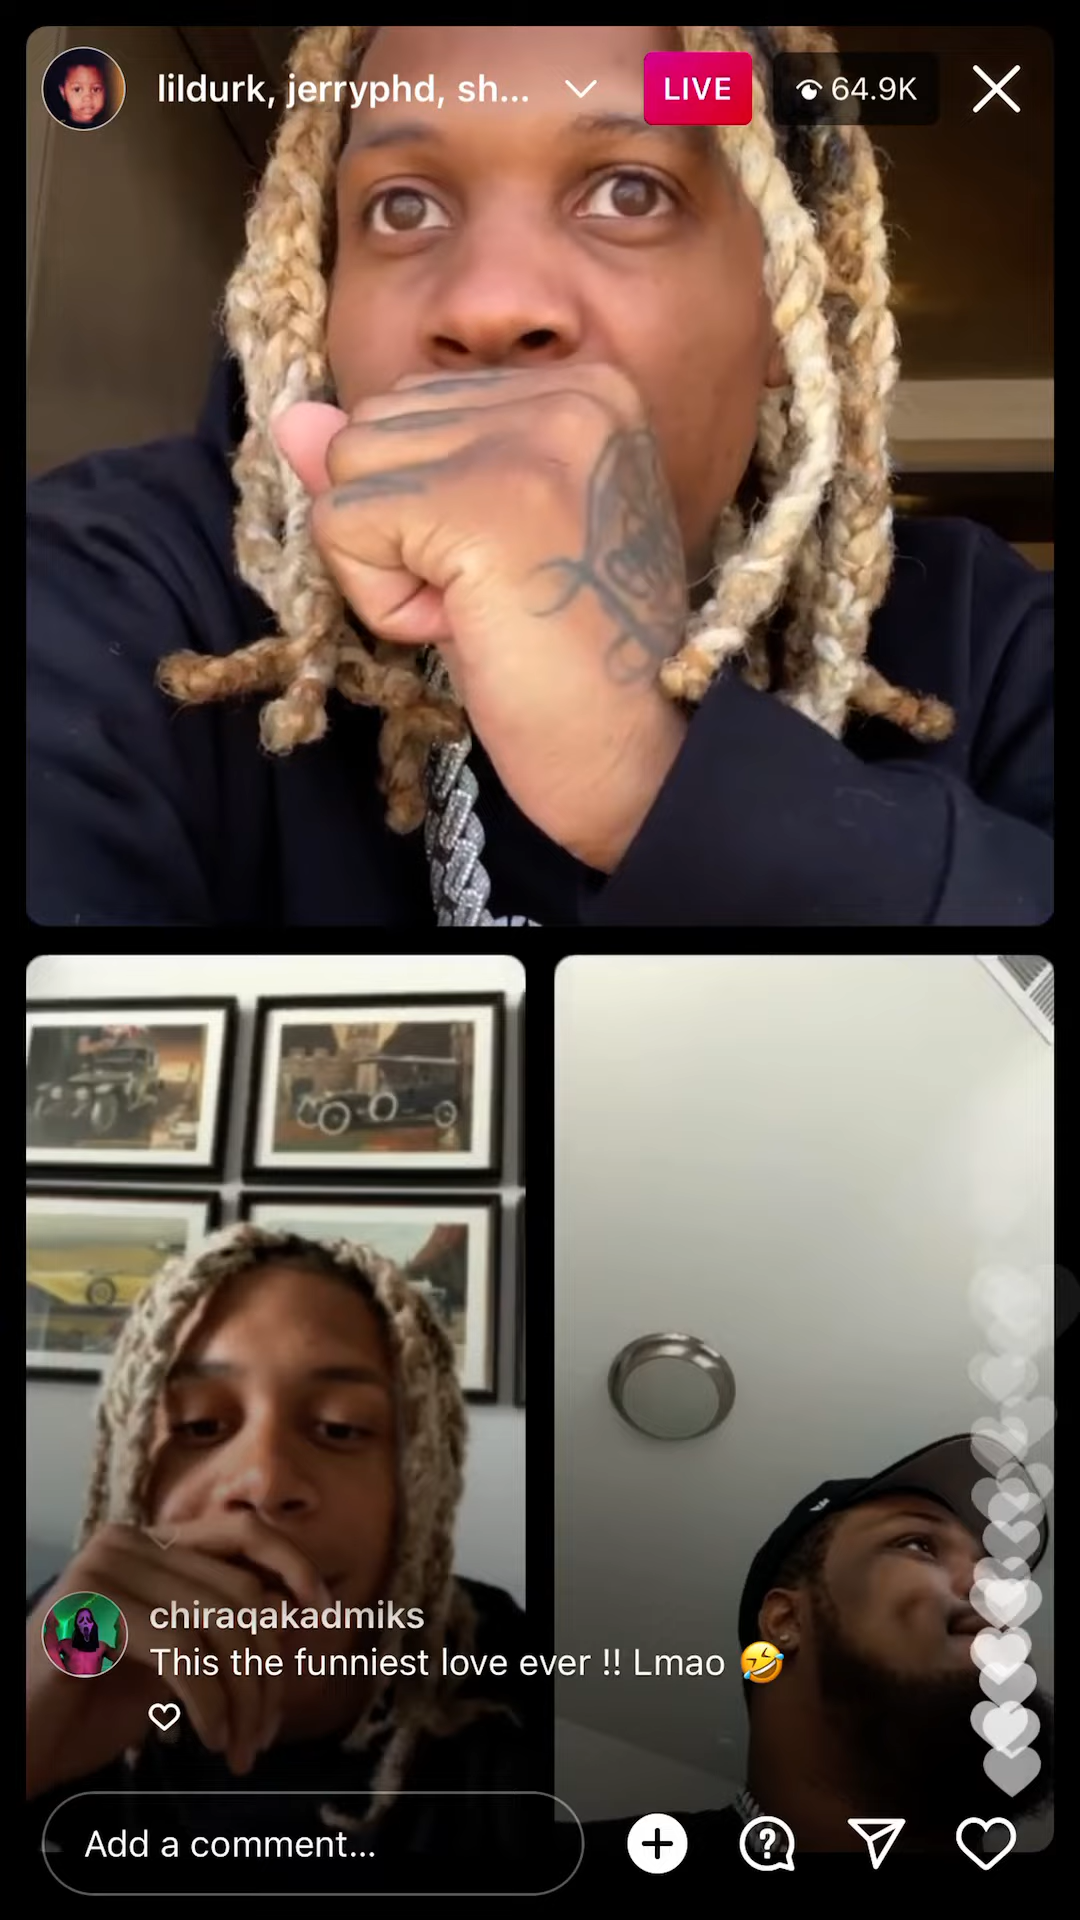 lildurk, jerryphd, sh...
LIVE
64.9K
chiraqakadmiks
This the funniest love ever !! Lmao 🤣
Add a comment...